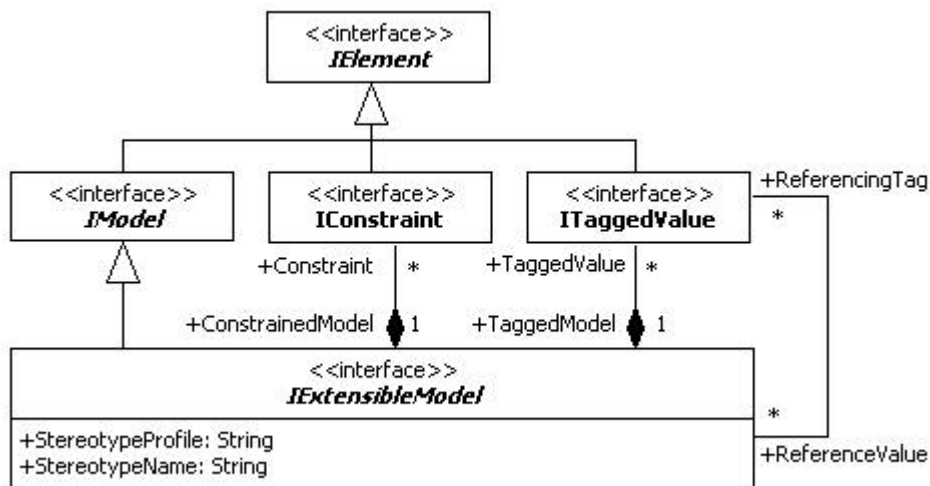 <<interface>>
IElement
<<interface>>
IModel
<<interface>>
IConstraint
<<interface>>
ITaggedValue
+ReferencingTag
*
+Constraint
*
+TaggedValue
*
+ConstrainedModel
1
+TaggedModel
1
<<interface>>
IExtensibleModel
*
+StereotypeProfile: String
+StereotypeName: String
+ReferenceValue